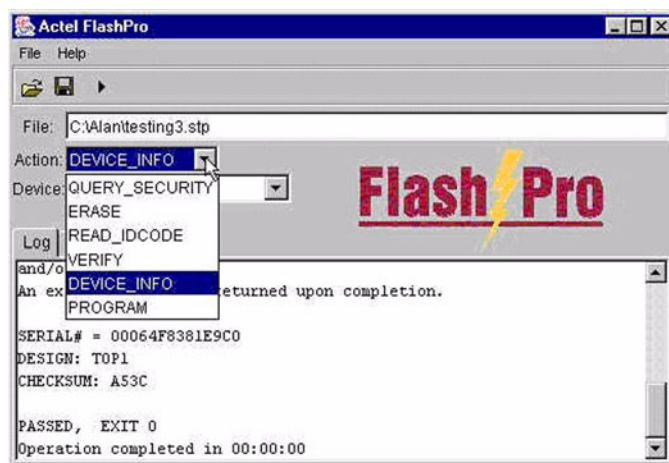 Actel FlashPro
File Help
File: C:\Alan\testing3.stp
Action: DEVICE_INFO
Device:
QUERY_SECURITY
ERASE
READ_IDCODE
VERIFY
DEVICE_INFO
PROGRAM
Flash Pro
Log
and/o
An ex eturned upon completion.
SERIAL# = 00064F8381E9C0
DESIGN: TOP1
CHECKSUM: A53C
PASSED, EXIT 0
Operation completed in 00:00:00